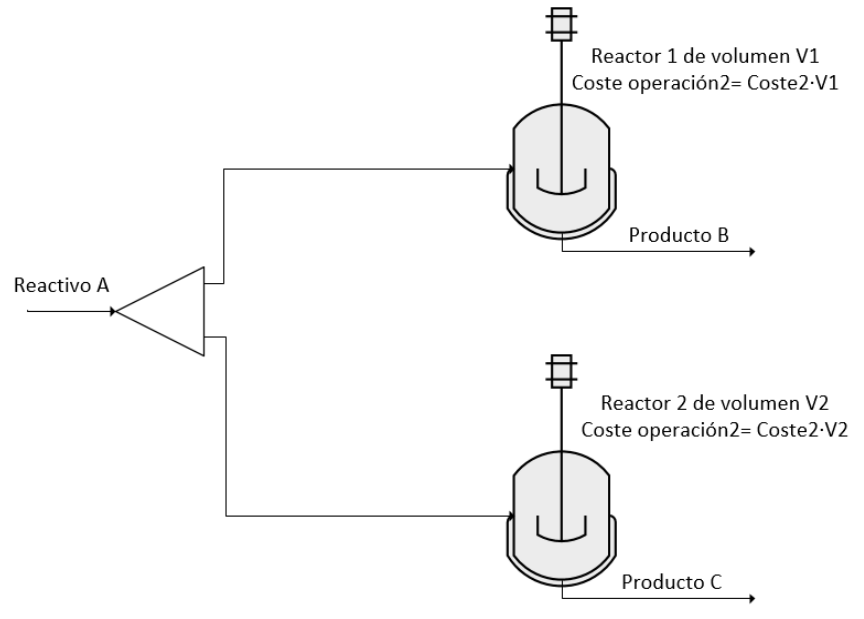 Reactor 1 de volumen V1
Coste operación2= Coste2·V1
Producto B
Reactivo A
Reactor 2 de volumen V2
Coste operación2= Coste2·V2
Producto C